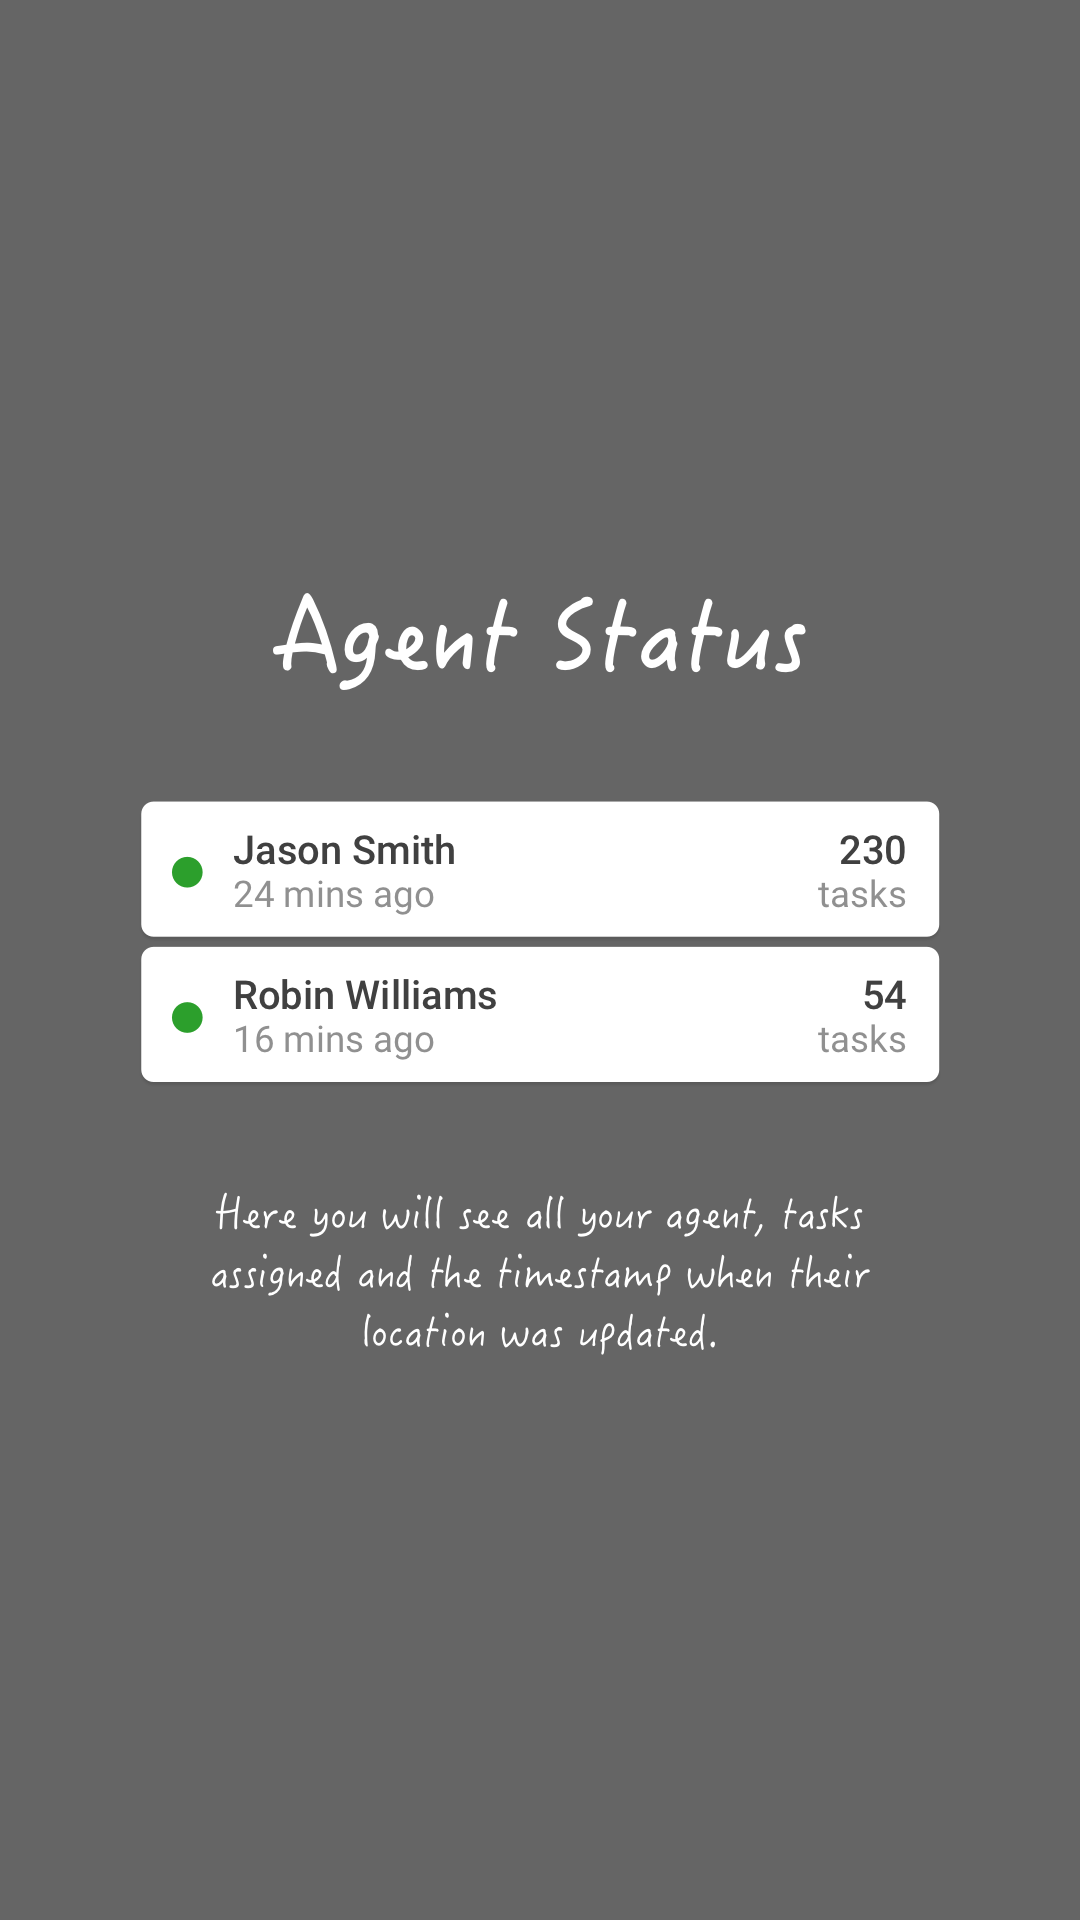 Agent Status
Jason Smith 230
24 mins ago tasks
Robin Williams 54
16 mins ago tasks
Here you will see all your agent, tasks
assigned and the timestamp when their
location was updated.